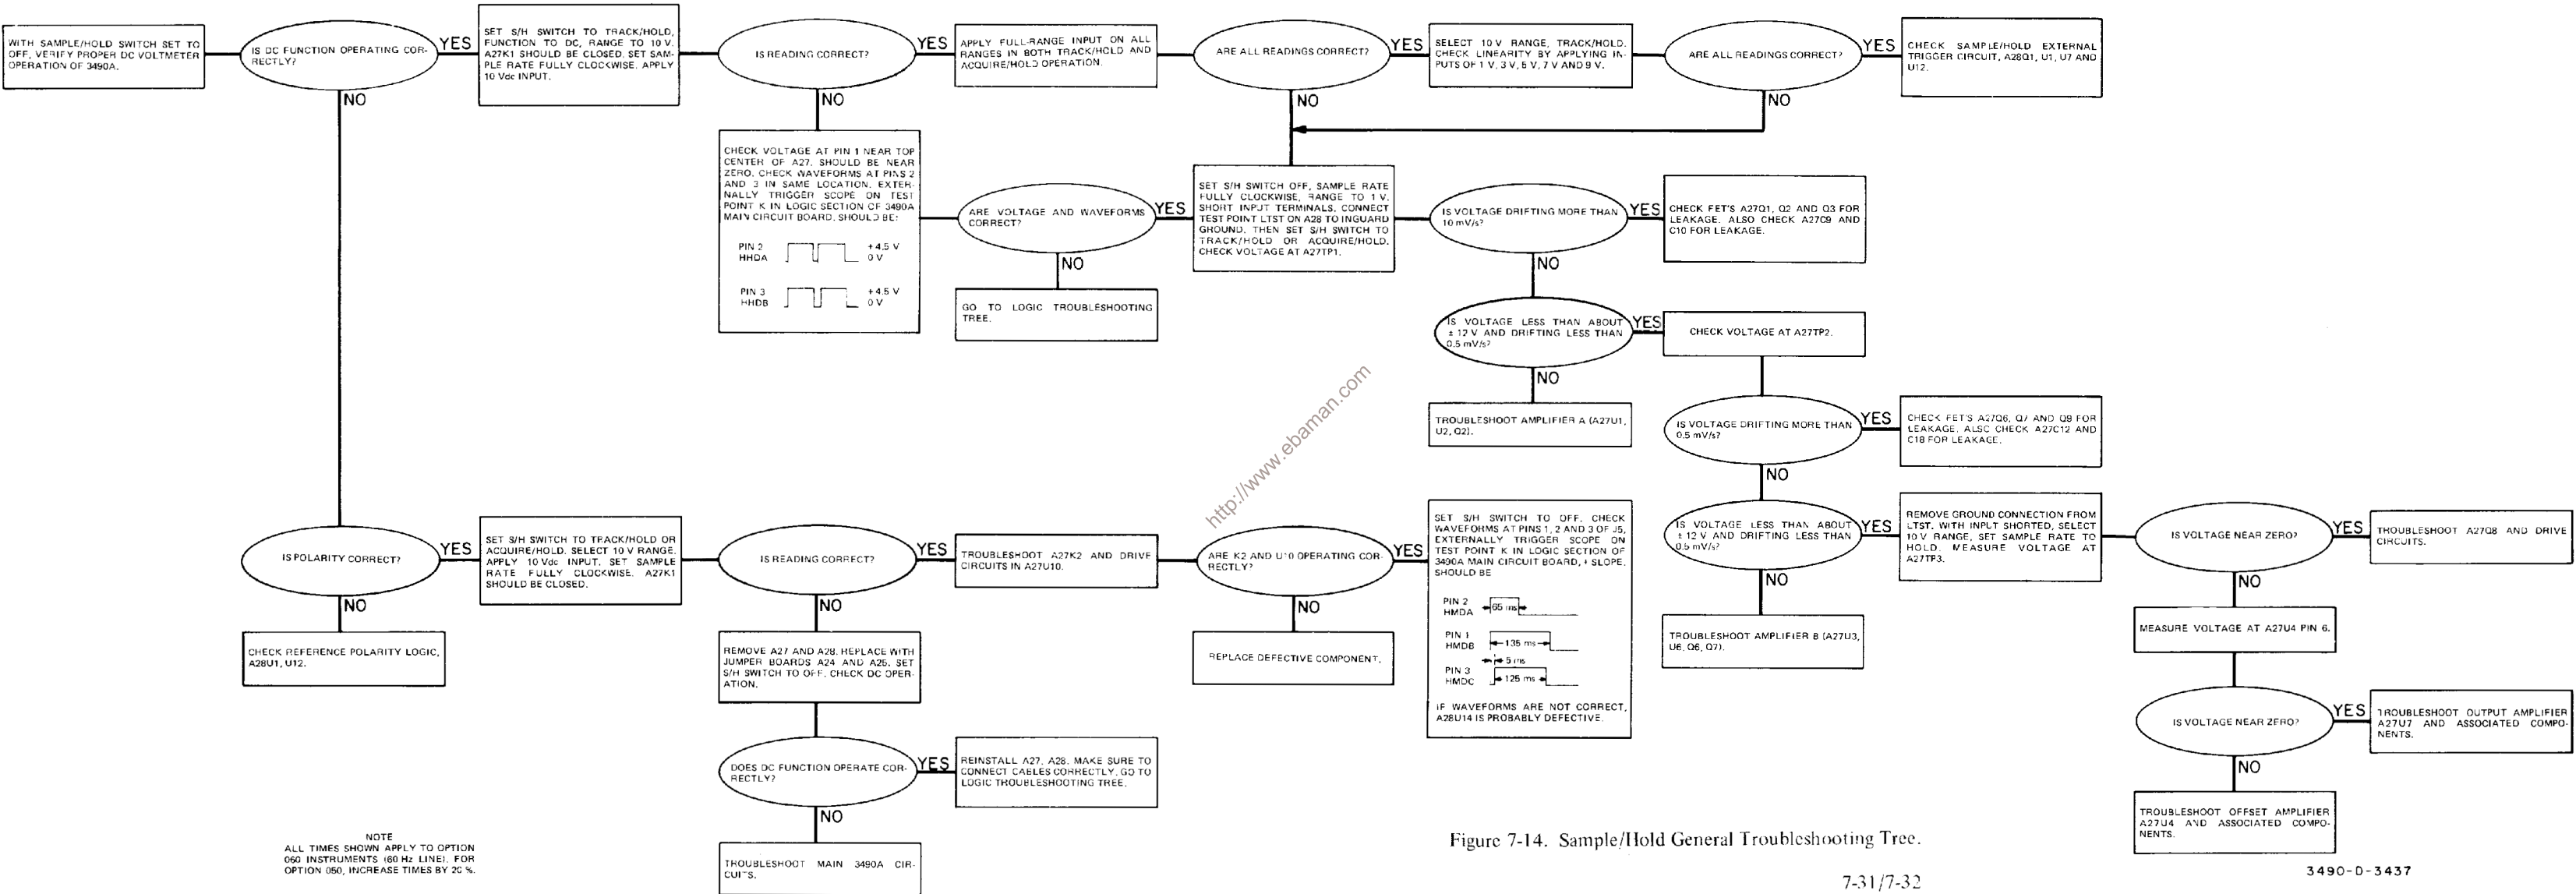 WITH SAMPLE/HOLD SWITCH SET TO
OFF, VERIFY PROPER DC VOLTMETER
OPERATION OF 3490A.
IS DC FUNCTION OPERATING COR-
RECTLY?
YES
NO
SET S/H SWITCH TO TRACK/HOLD,
FUNCTION TO DC, RANGE TO 10 V.
A27K1 SHOULD BE CLOSED. SET SAM-
PLE RATE FULLY CLOCKWISE. APPLY
10 Vdc INPUT.
IS READING CORRECT?
YES
NO
APPLY FULL-RANGE INPUT ON ALL
RANGES IN BOTH TRACK/HOLD AND
ACQUIRE/HOLD OPERATION.
ARE ALL READINGS CORRECT?
YES
NO
SELECT 10 V RANGE, TRACK/HOLD.
CHECK LINEARITY BY APPLYING IN-
PUTS OF 1 V, 3 V, 5 V, 7 V AND 9 V.
ARE ALL READINGS CORRECT?
YES
NO
CHECK SAMPLE/HOLD EXTERNAL
TRIGGER CIRCUIT, A28Q1, U1, U7 AND
U12.
CHECK VOLTAGE AT PIN 1 NEAR TOP
CENTER OF A27. SHOULD BE NEAR
ZERO. CHECK WAVEFORMS AT PINS 2
AND 3 IN SAME LOCATION. EXTER-
NALLY TRIGGER SCOPE ON TEST
POINT K IN LOGIC SECTION OF 3490A
MAIN CIRCUIT BOARD. SHOULD BE:
PIN 2
HHDA
+4.5 V
0 V
PIN 3
HHDB
+4.5 V
0 V
ARE VOLTAGE AND WAVEFORMS
CORRECT?
YES
NO
GO TO LOGIC TROUBLESHOOTING
TREE.
SET S/H SWITCH OFF, SAMPLE RATE
FULLY CLOCKWISE, RANGE TO 1 V.
SHORT INPUT TERMINALS. CONNECT
TEST POINT LTST ON A28 TO INGUARD
GROUND. THEN SET S/H SWITCH TO
TRACK/HOLD OR ACQUIRE/HOLD.
CHECK VOLTAGE AT A27TP1.
IS VOLTAGE DRIFTING MORE THAN
10 mV/s?
YES
NO
CHECK FET'S A27Q1, Q2 AND Q3 FOR
LEAKAGE. ALSO CHECK A27C9 AND
C10 FOR LEAKAGE.
IS VOLTAGE LESS THAN ABOUT
± 12 V AND DRIFTING LESS THAN
0.5 mV/s?
YES
NO
CHECK VOLTAGE AT A27TP2.
TROUBLESHOOT AMPLIFIER A (A27U1,
U2, Q2).
IS VOLTAGE DRIFTING MORE THAN
0.5 mV/s?
YES
NO
CHECK FET'S A27Q6, Q7 AND Q9 FOR
LEAKAGE. ALSO CHECK A27C12 AND
C18 FOR LEAKAGE.
http://www.ebaman.com
IS POLARITY CORRECT?
YES
NO
SET S/H SWITCH TO TRACK/HOLD OR
ACQUIRE/HOLD. SELECT 10 V RANGE.
APPLY 10 Vdc INPUT. SET SAMPLE
RATE FULLY CLOCKWISE. A27K1
SHOULD BE CLOSED.
IS READING CORRECT?
YES
NO
TROUBLESHOOT A27K2 AND DRIVE
CIRCUITS IN A27U10.
ARE K2 AND U10 OPERATING COR-
RECTLY?
YES
NO
SET S/H SWITCH TO OFF. CHECK
WAVEFORMS AT PINS 1, 2 AND 3 OF J5.
EXTERNALLY TRIGGER SCOPE ON
TEST POINT K IN LOGIC SECTION OF
3490A MAIN CIRCUIT BOARD, + SLOPE.
SHOULD BE
PIN 2
HMDA
65 ms
PIN 1
HMDB
135 ms
5 ms
PIN 3
HMDC
125 ms
IF WAVEFORMS ARE NOT CORRECT,
A28U14 IS PROBABLY DEFECTIVE.
IS VOLTAGE LESS THAN ABOUT
± 12 V AND DRIFTING LESS THAN
0.5 mV/s?
YES
NO
REMOVE GROUND CONNECTION FROM
LTST. WITH INPUT SHORTED, SELECT
10 V RANGE, SET SAMPLE RATE TO
HOLD. MEASURE VOLTAGE AT
A27TP3.
IS VOLTAGE NEAR ZERO?
YES
NO
TROUBLESHOOT A27Q8 AND DRIVE
CIRCUITS.
CHECK REFERENCE POLARITY LOGIC,
A28U1, U12.
REMOVE A27 AND A28. REPLACE WITH
JUMPER BOARDS A24 AND A25. SET
S/H SWITCH TO OFF. CHECK DC OPER-
ATION.
REPLACE DEFECTIVE COMPONENT.
TROUBLESHOOT AMPLIFIER B (A27U3,
U6, Q6, Q7).
MEASURE VOLTAGE AT A27U4 PIN 6.
IS VOLTAGE NEAR ZERO?
YES
NO
TROUBLESHOOT OUTPUT AMPLIFIER
A27U7 AND ASSOCIATED COMPO-
NENTS.
DOES DC FUNCTION OPERATE COR-
RECTLY?
YES
NO
REINSTALL A27, A28. MAKE SURE TO
CONNECT CABLES CORRECTLY. GO TO
LOGIC TROUBLESHOOTING TREE.
TROUBLESHOOT OFFSET AMPLIFIER
A27U4 AND ASSOCIATED COMPO-
NENTS.
TROUBLESHOOT MAIN 3490A CIR-
CUITS.
NOTE
ALL TIMES SHOWN APPLY TO OPTION
060 INSTRUMENTS (60 Hz LINE). FOR
OPTION 050, INCREASE TIMES BY 20 %.
Figure 7-14. Sample/Hold General Troubleshooting Tree.
7-31/7-32
3490-D-3437